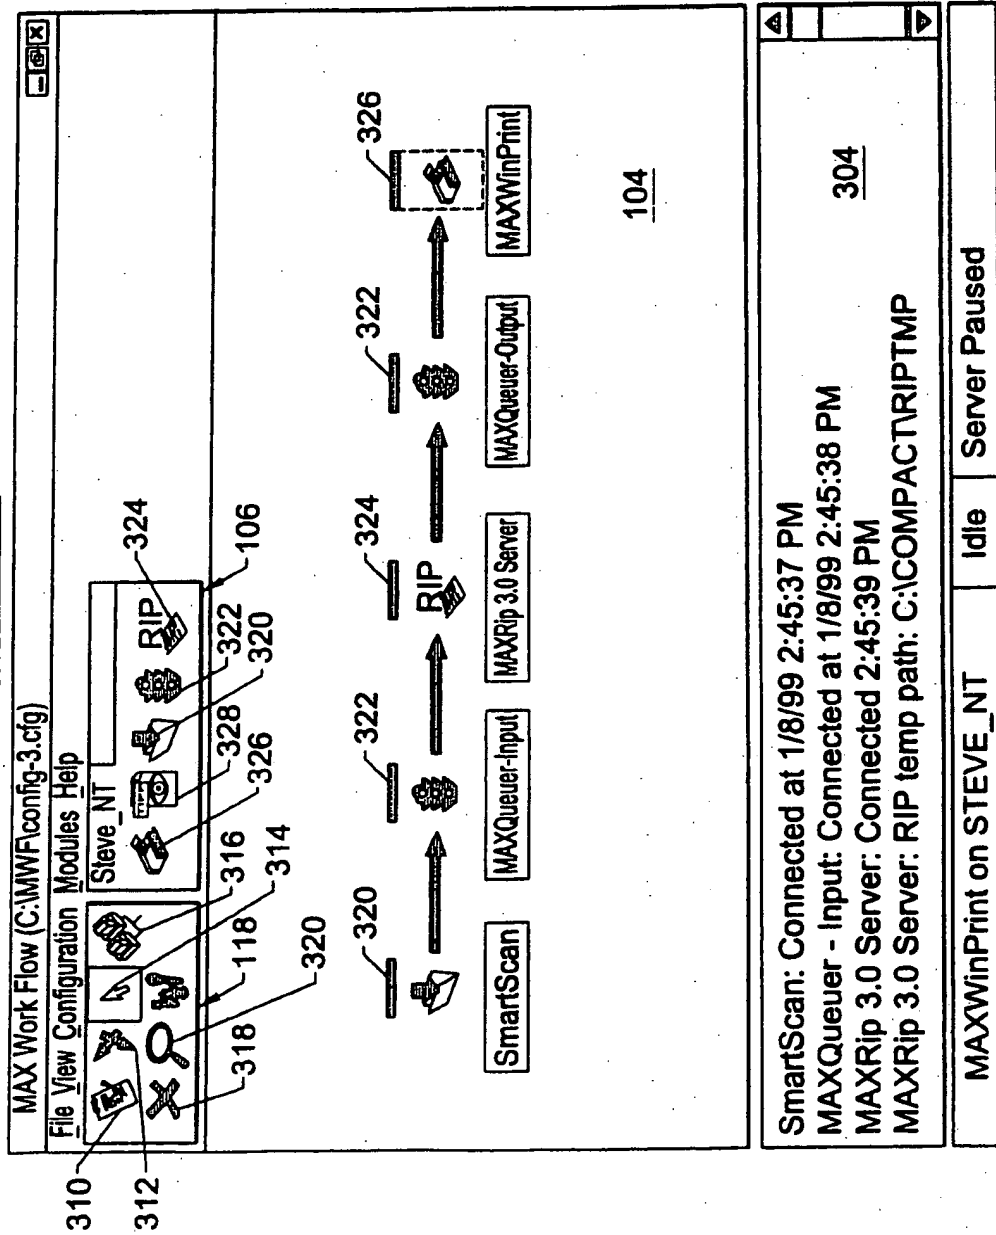 MAX Work Flow (C:\MWF\config-3.cfg)
File View Configuration Modules Help
Steve_NT
RIP
310
312
318
320
118
314
316
326
328
320
322
106
324
320
322
324
322
326
RIP
SmartScan
MAXQueuer-Input
MAXRip 3.0 Server
MAXQueuer-Output
MAXWinPrint
104
SmartScan: Connected at 1/8/99 2:45:37 PM
MAXQueuer - Input: Connected at 1/8/99 2:45:38 PM
MAXRip 3.0 Server: Connected 2:45:39 PM
MAXRip 3.0 Server: RIP temp path: C:\COMPACT\RIPTMP
304
MAXWinPrint on STEVE_NT
Idle
Server Paused